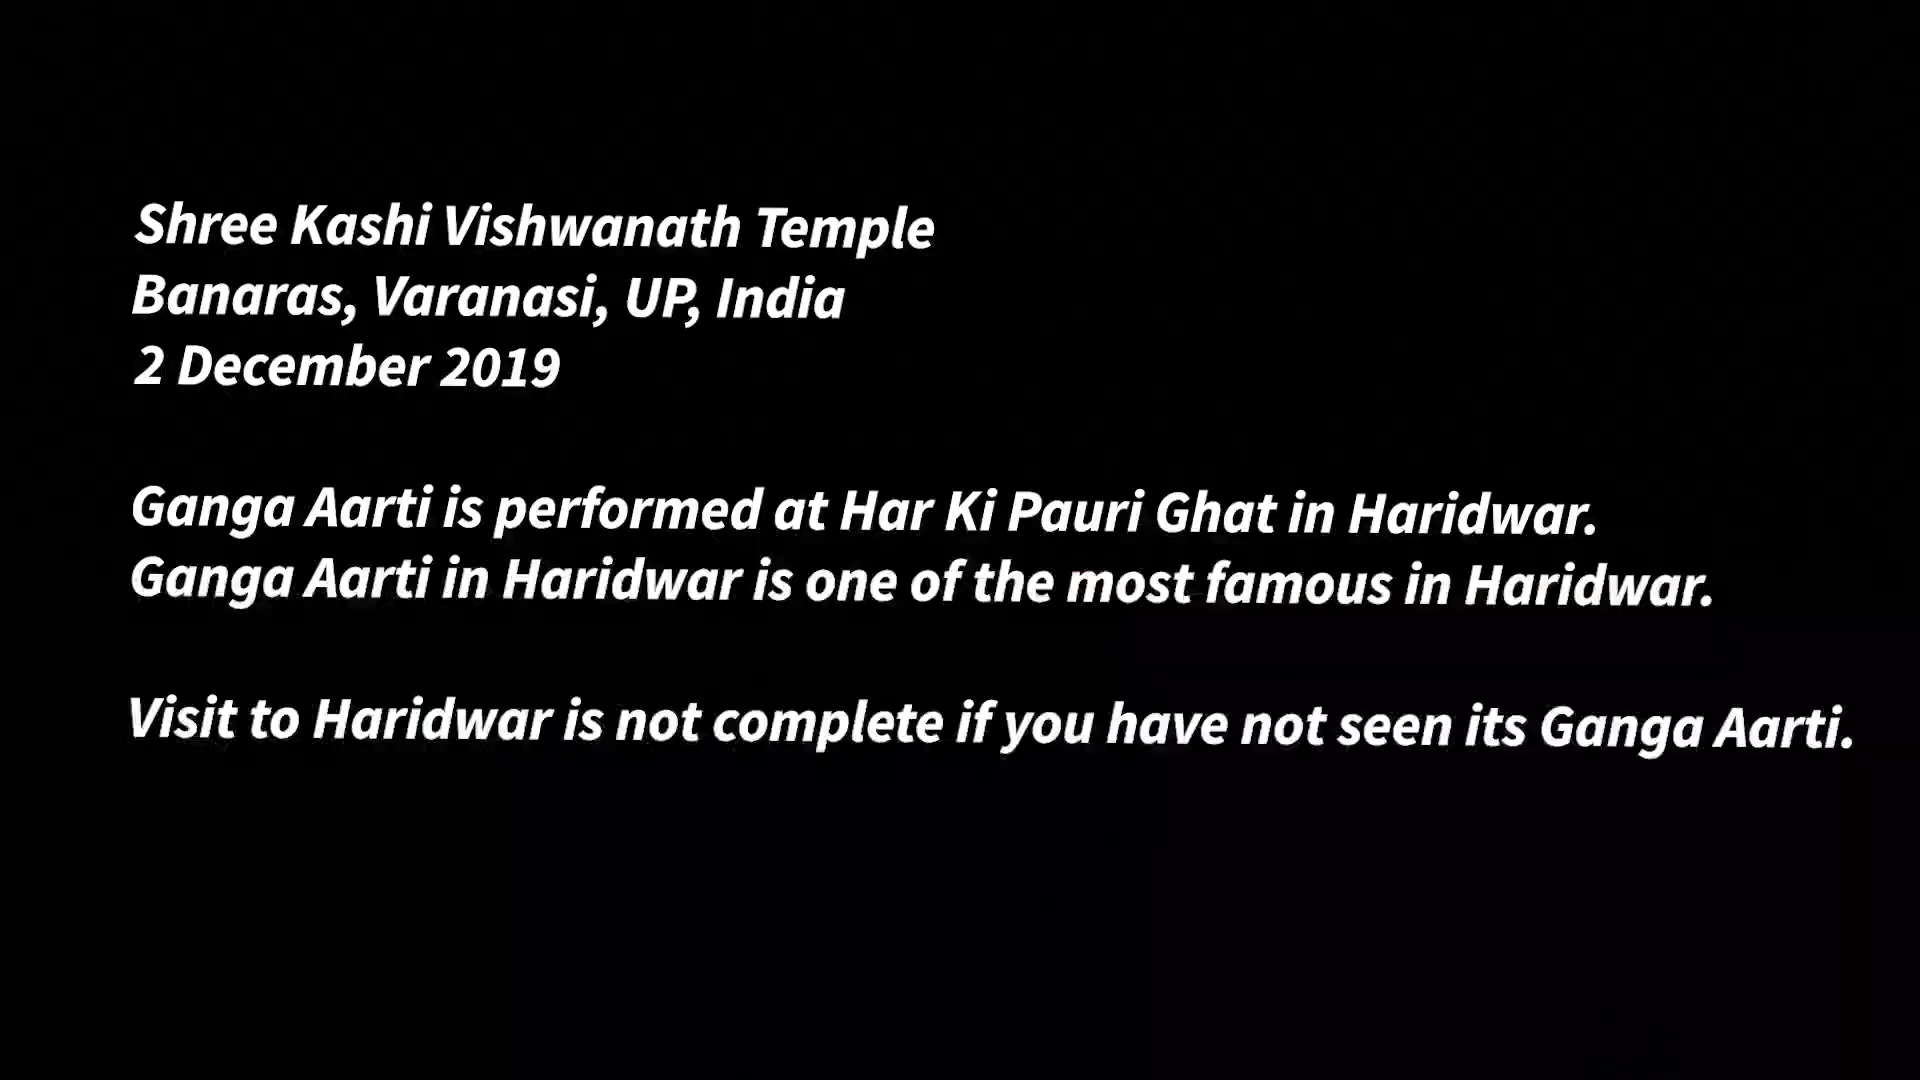 Shree Kashi Vishwanath Temple
Banaras, Varanasi, UP, India
2 December 2019
Ganga Aarti is performed at Har Ki Pauri Ghat in Haridwar.
Ganga Aarti in Haridwar is one of the most famous in Haridwar.
Visit to Haridwar is not complete if you have not seen its Ganga Aarti.